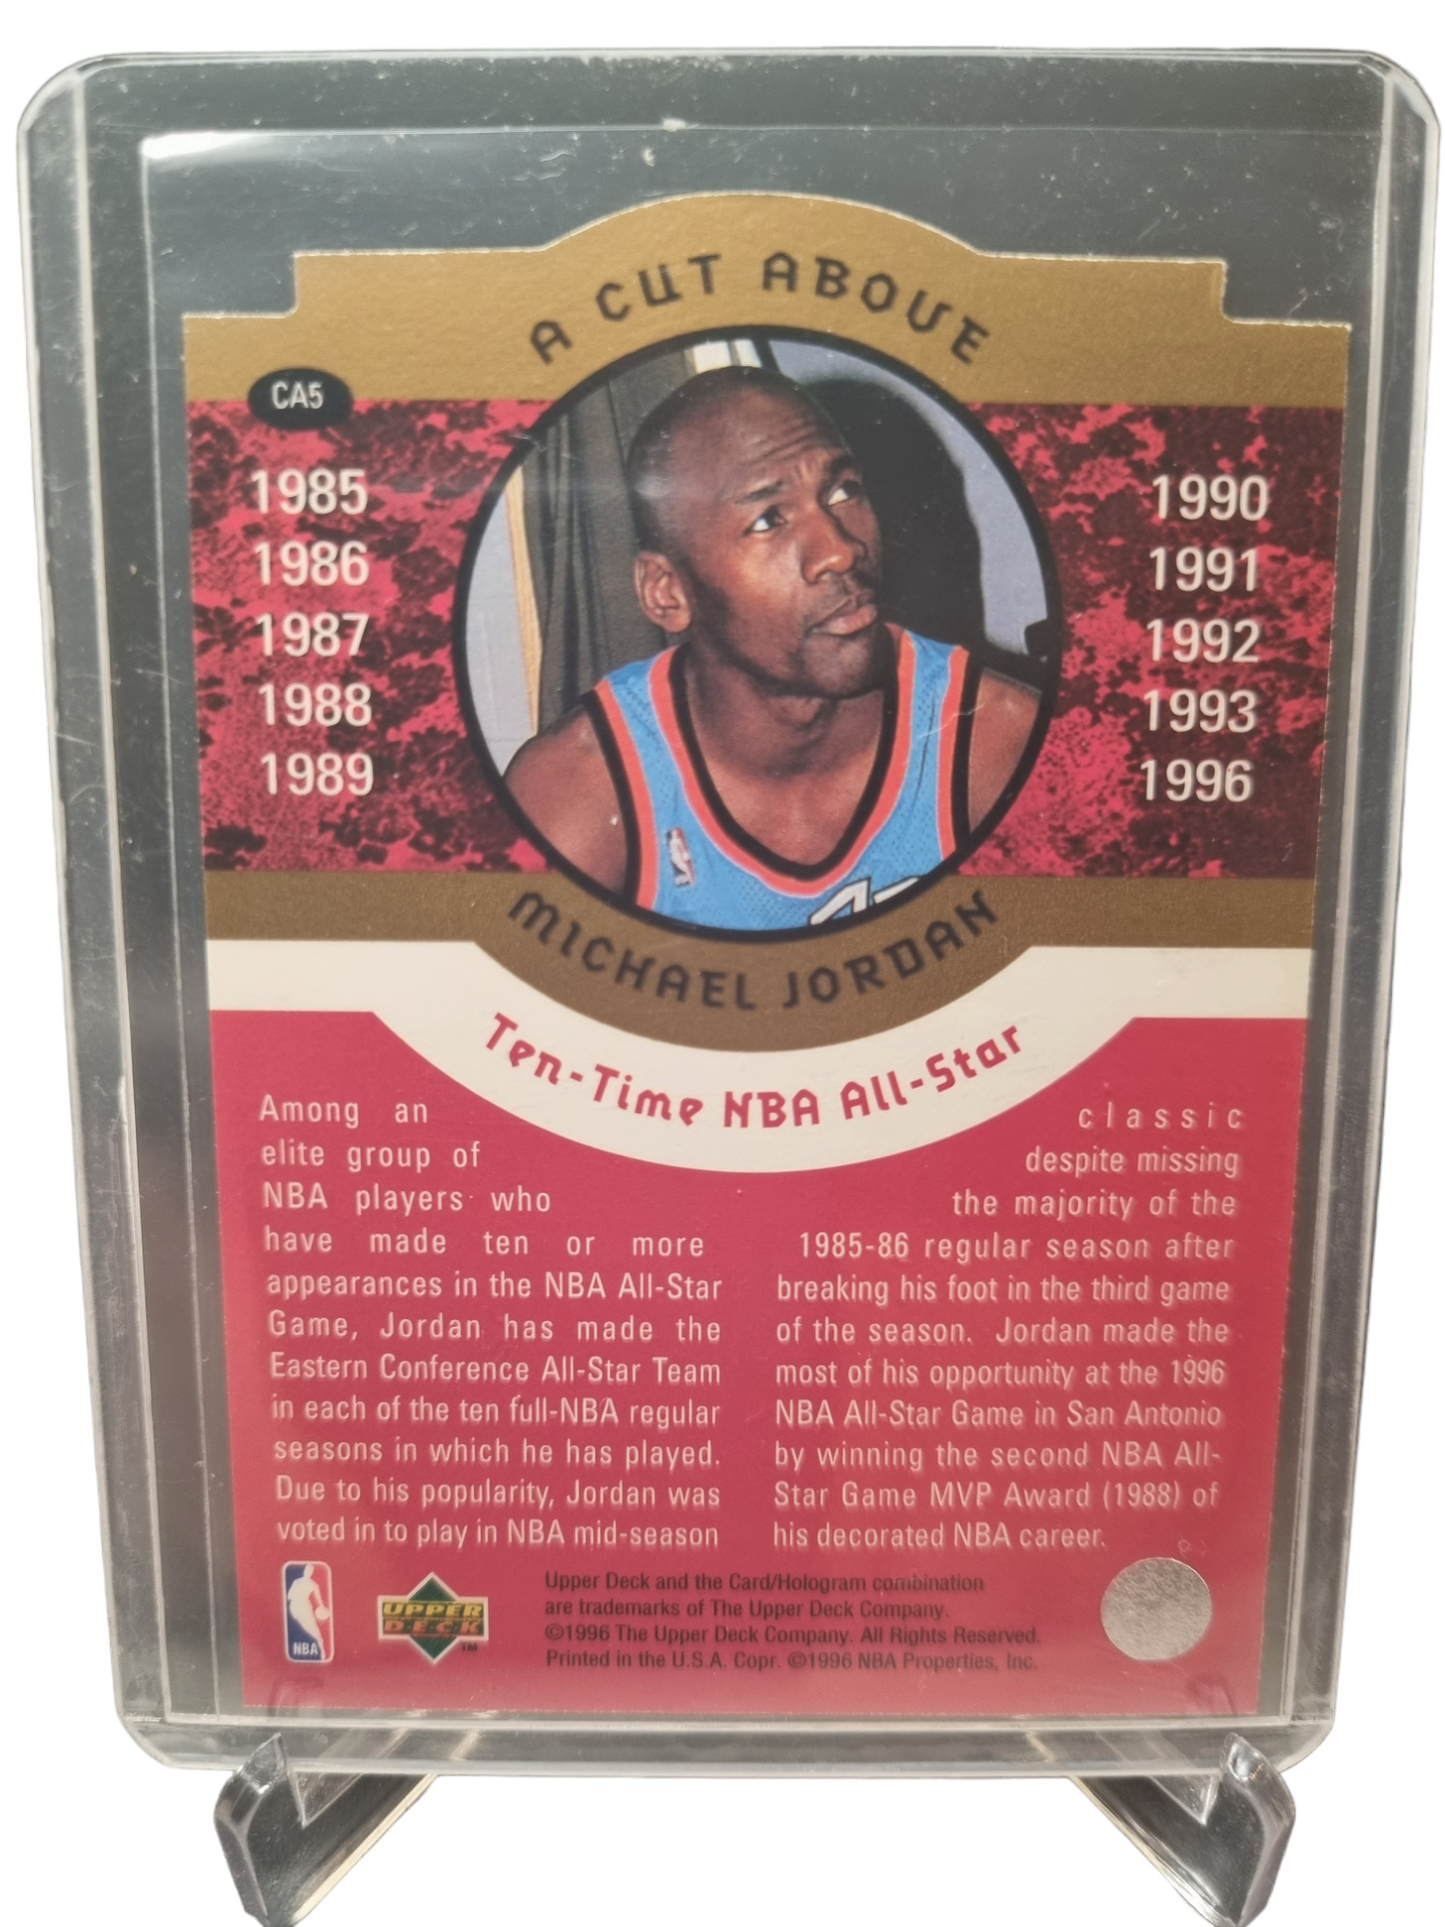 A CUT ABOVE
CA5
1985
1986
1987
1988
1989
1990
1991
1992
1993
1996
MICHAEL JORDAN
Ten-Time NBA All-Star
Among an
elite group of
NBA players who
have made ten or more
appearances in the NBA All-Star
Game, Jordan has made the
Eastern Conference All-Star Team
in each of the ten full-NBA regular
seasons in which he has played.
Due to his popularity, Jordan was
voted in to play in NBA mid-season
classic
despite missing
the majority of the
1985-86 regular season after
breaking his foot in the third game
of the season. Jordan made the
most of his opportunity at the 1996
NBA All-Star Game in San Antonio
by winning the second NBA All-
Star Game MVP Award (1988) of
his decorated NBA career.
NBA
UPPER
DECK
TM
Upper Deck and the Card/Hologram combination
are trademarks of The Upper Deck Company.
©1996 The Upper Deck Company. All Rights Reserved.
Printed in the U.S.A. Copr. ©1996 NBA Properties, Inc.